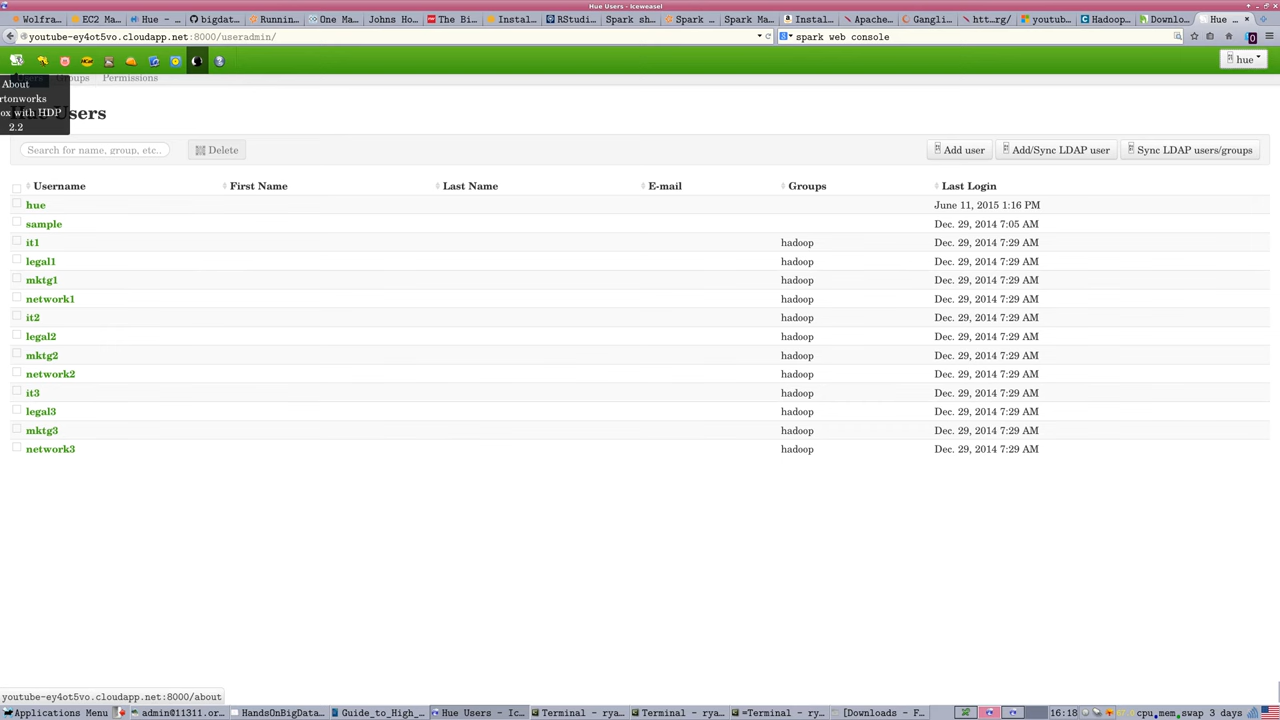 Hue Users - Iceweasel
Wolfra... EC2 Ma... Hue - ... bigdat... Runnin... One Ma... Johns Ho... The Bi... Instal... RStudi... Spark sh... Spark ... Spark Ma... Instal... Apache... Gangli... htt...rg/ youtub... Hadoop... Downlo... Hue ...
youtube-ey4ot5vo.cloudapp.net:8000/useradmin/ spark web console
hue
Users Groups Permissions
About
rtonworks
ox with HDP
2.2
Users
Search for name, group, etc.. Delete Add user Add/Sync LDAP user Sync LDAP users/groups
Username First Name Last Name E-mail Groups Last Login
hue June 11, 2015 1:16 PM
sample Dec. 29, 2014 7:05 AM
it1 hadoop Dec. 29, 2014 7:29 AM
legal1 hadoop Dec. 29, 2014 7:29 AM
mktg1 hadoop Dec. 29, 2014 7:29 AM
network1 hadoop Dec. 29, 2014 7:29 AM
it2 hadoop Dec. 29, 2014 7:29 AM
legal2 hadoop Dec. 29, 2014 7:29 AM
mktg2 hadoop Dec. 29, 2014 7:29 AM
network2 hadoop Dec. 29, 2014 7:29 AM
it3 hadoop Dec. 29, 2014 7:29 AM
legal3 hadoop Dec. 29, 2014 7:29 AM
mktg3 hadoop Dec. 29, 2014 7:29 AM
network3 hadoop Dec. 29, 2014 7:29 AM
youtube-ey4ot5vo.cloudapp.net:8000/about
Applications Menu admin@11311.or... HandsOnBigData... Guide_to_High_... Hue Users - Ic... Terminal - rya... Terminal - rya... =Terminal - ry... [Downloads - F... 16:18 cpu mem swap 3 days